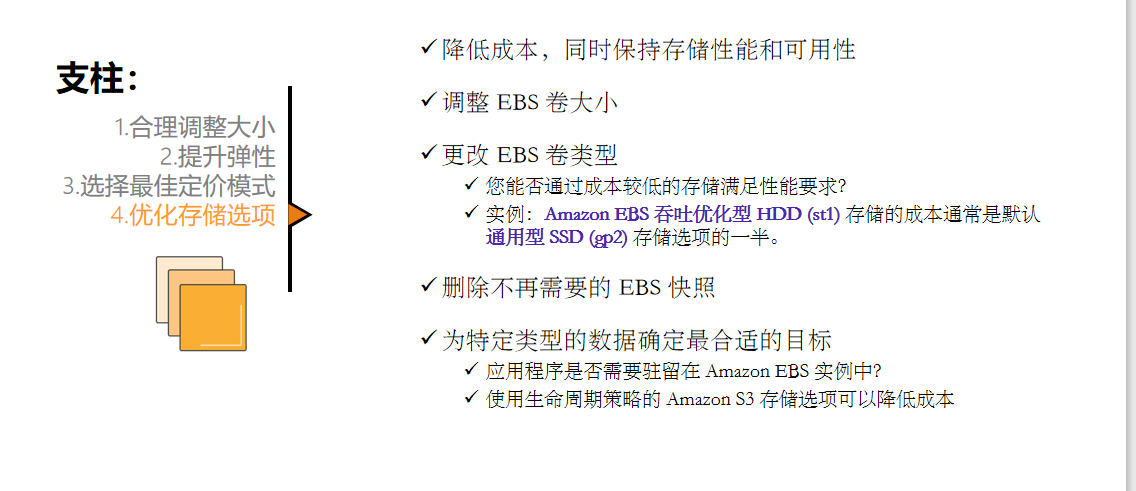 支柱：
1.合理调整大小
2.提升弹性
3.选择最佳定价模式
4.优化存储选项
✓降低成本，同时保持存储性能和可用性
✓调整 EBS 卷大小
✓更改 EBS 卷类型
✓您能否通过成本较低的存储满足性能要求?
✓实例：Amazon EBS 吞吐优化型 HDD (st1) 存储的成本通常是默认
通用型 SSD (gp2) 存储选项的一半。
✓删除不再需要的 EBS 快照
✓为特定类型的数据确定最合适的目标
✓应用程序是否需要驻留在 Amazon EBS 实例中?
✓使用生命周期策略的 Amazon S3 存储选项可以降低成本